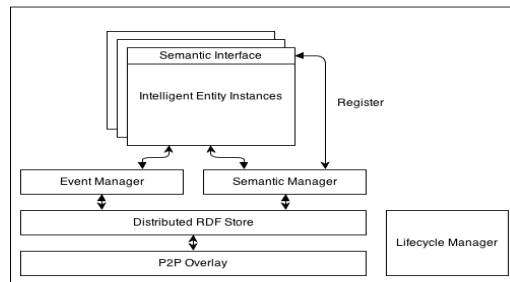 Semantic Interface
Intelligent Entity Instances
Register
Event Manager
Semantic Manager
Distributed RDF Store
Lifecycle Manager
P2P Overlay